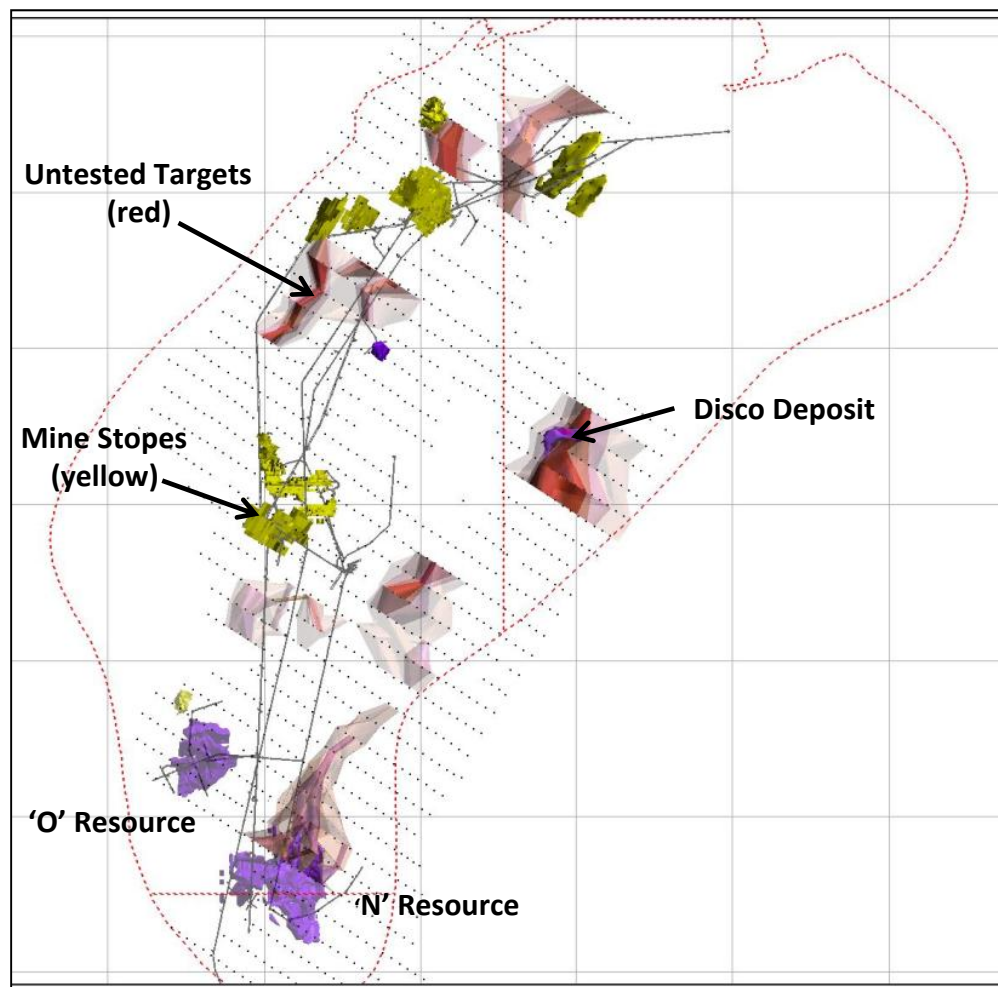 Untested Targets
(red)
Disco Deposit
Mine Stopes
(yellow)
‘O’ Resource
‘N’ Resource